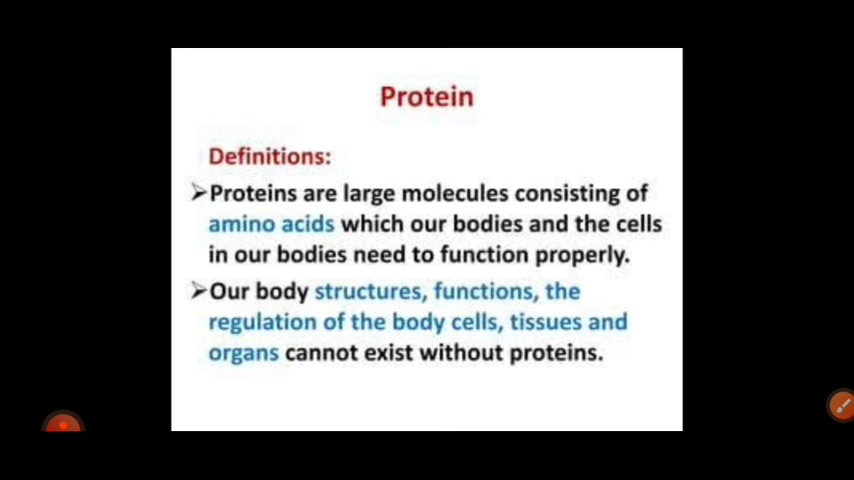 Protein
Definitions:
➢Proteins are large molecules consisting of
amino acids which our bodies and the cells
in our bodies need to function properly.
➢Our body structures, functions, the
regulation of the body cells, tissues and
organs cannot exist without proteins.